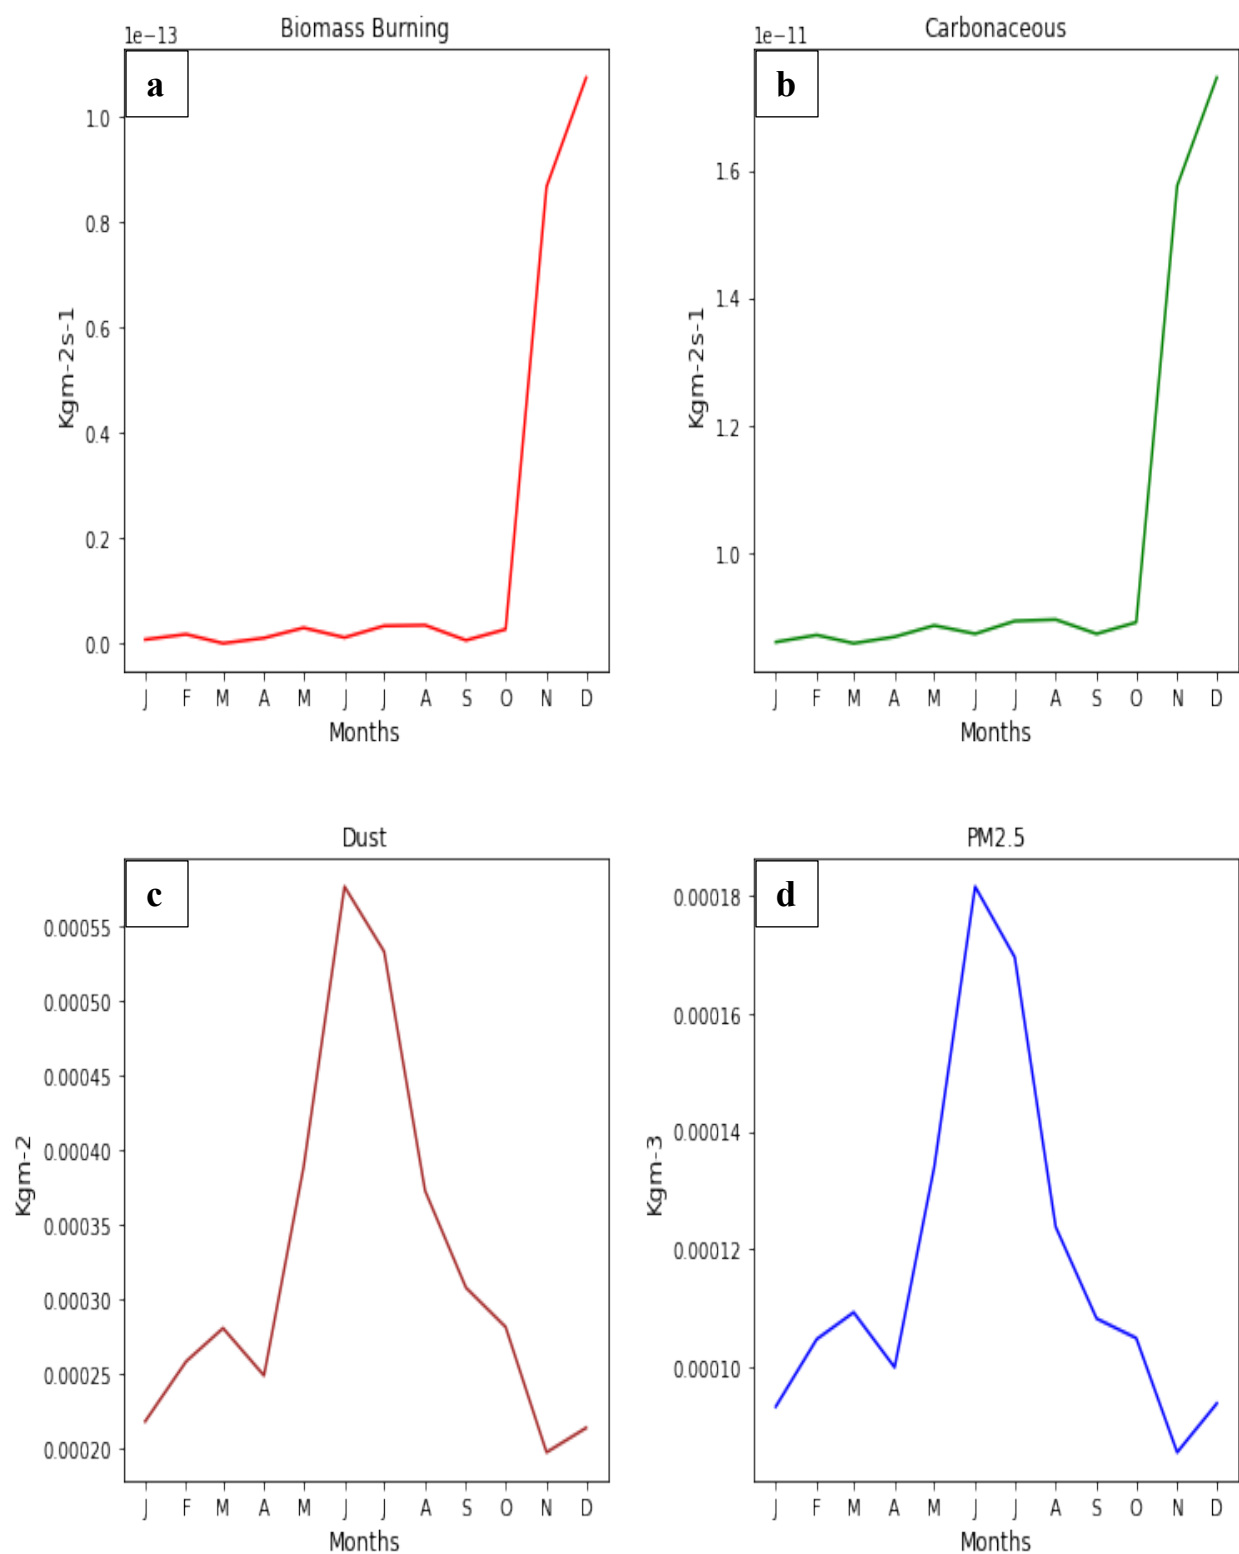 Biomass Burning
1e−13
a
1.0
0.8
0.6
0.4
0.2
0.0
Kgm-2s-1
J F M A M J J A S O N D
Months
Carbonaceous
1e−11
b
1.6
1.4
1.2
1.0
Kgm-2s-1
J F M A M J J A S O N D
Months
Dust
c
0.00055
0.00050
0.00045
0.00040
0.00035
0.00030
0.00025
0.00020
Kgm-2
J F M A M J J A S O N D
Months
PM2.5
d
0.00018
0.00016
0.00014
0.00012
0.00010
Kgm-3
J F M A M J J A S O N D
Months